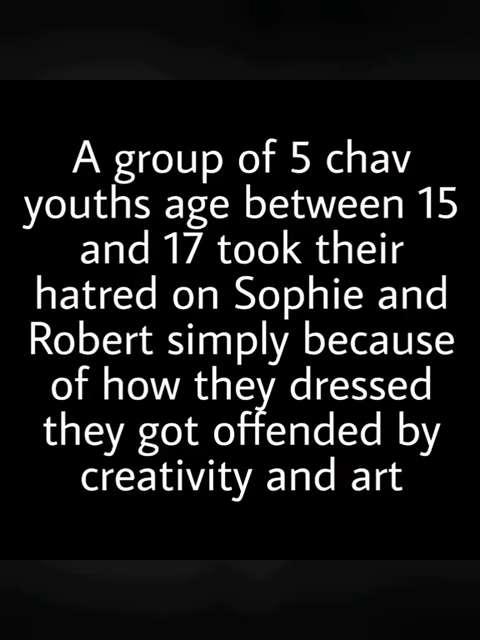 A group of 5 chav
youths age between 15
and 17 took their
hatred on Sophie and
Robert simply because
of how they dressed
they got offended by
creativity and art